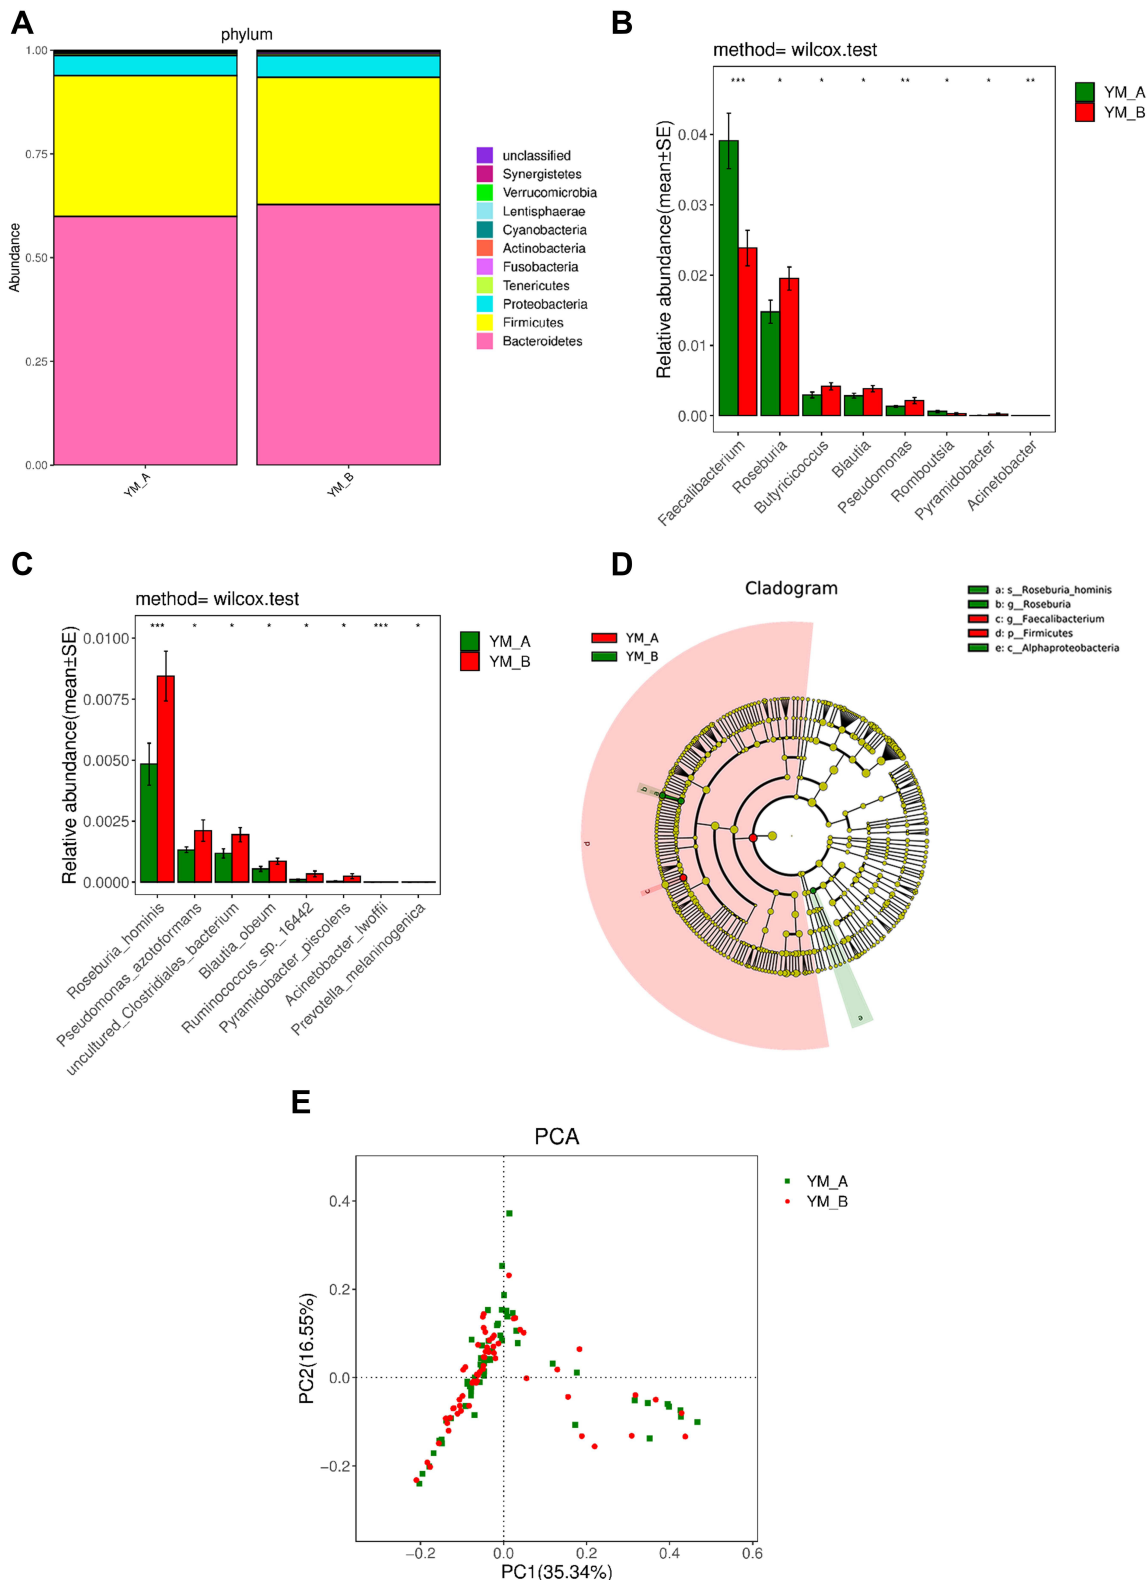 A
phylum
1.00
0.75
0.50
0.25
0.00
Abundance
YM_A
YM_B
unclassified
Synergistetes
Verrucomicrobia
Lentisphaerae
Cyanobacteria
Actinobacteria
Fusobacteria
Tenericutes
Proteobacteria
Firmicutes
Bacteroidetes
B
method= wilcox.test
*** * * * ** * * **
YM_A
YM_B
Relative abundance(mean±SE)
0.04
0.03
0.02
0.01
0.00
Faecalibacterium
Roseburia
Butyricicoccus
Blautia
Pseudomonas
Romboutsia
Pyramidobacter
Acinetobacter
C
method= wilcox.test
*** * * * * * *** *
YM_A
YM_B
Relative abundance(mean±SE)
0.0100
0.0075
0.0050
0.0025
0.0000
Roseburia_hominis
Pseudomonas_azotoformans
uncultured_Clostridiales_bacterium
Blautia_obeum
Ruminococcus_sp._16442
Pyramidobacter_piscolens
Acinetobacter_lwoffii
Prevotella_melaninogenica
D
Cladogram
YM_A
YM_B
a: s__Roseburia_hominis
b: g__Roseburia
c: g__Faecalibacterium
d: p__Firmicutes
e: c__Alphaproteobacteria
b
a
d
c
e
E
PCA
YM_A
YM_B
PC2(16.55%)
0.4
0.2
0.0
−0.2
−0.2
0.0
0.2
0.4
0.6
PC1(35.34%)